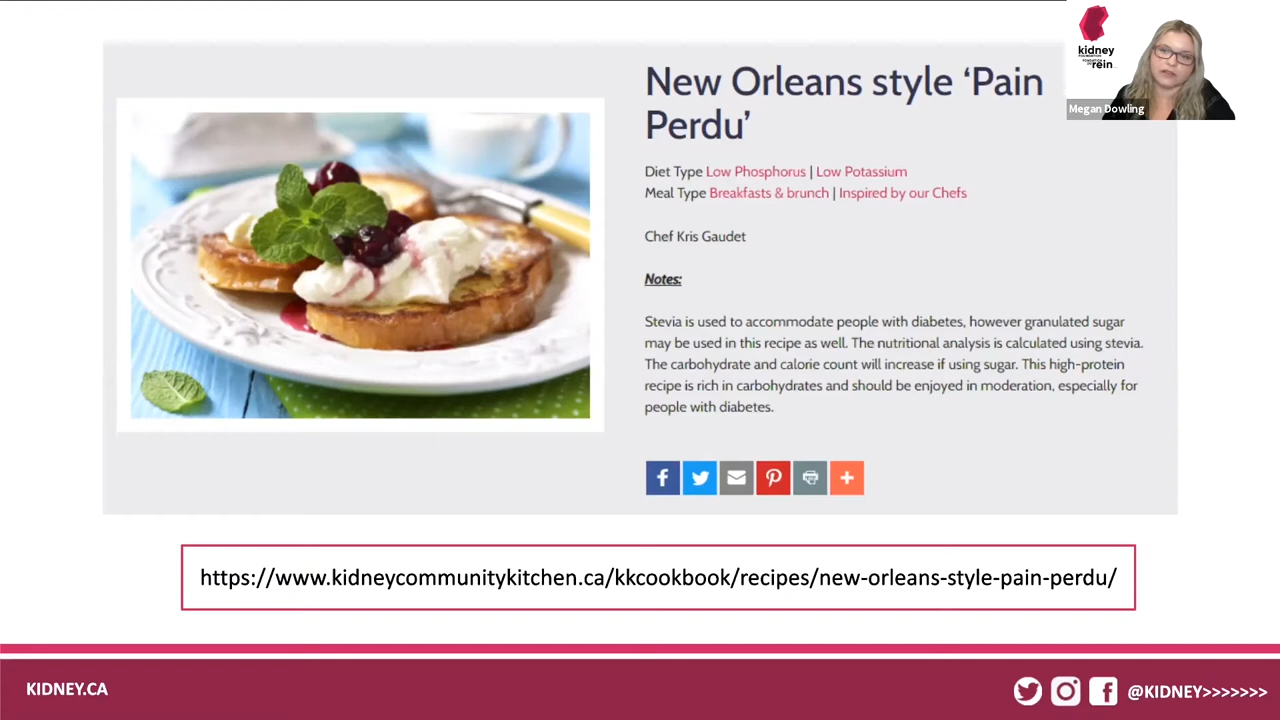 kidney
FOUNDATION
FONDATION
DU
rein
Megan Dowling
New Orleans style ‘Pain
Perdu’
Diet Type Low Phosphorus | Low Potassium
Meal Type Breakfasts & brunch | Inspired by our Chefs
Chef Kris Gaudet
Notes:
Stevia is used to accommodate people with diabetes, however granulated sugar
may be used in this recipe as well. The nutritional analysis is calculated using stevia.
The carbohydrate and calorie count will increase if using sugar. This high-protein
recipe is rich in carbohydrates and should be enjoyed in moderation, especially for
people with diabetes.
https://www.kidneycommunitykitchen.ca/kkcookbook/recipes/new-orleans-style-pain-perdu/
KIDNEY.CA
@KIDNEY>>>>>>>